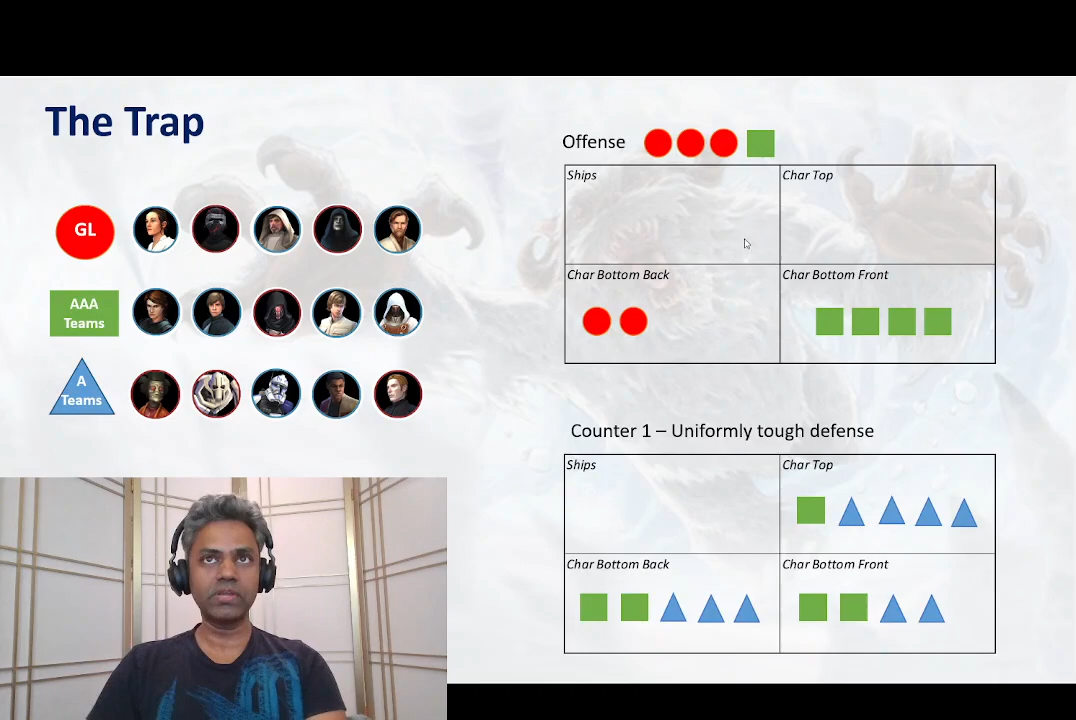 The Trap
GL
AAA
Teams
A
Teams
Offense
Ships
Char Top
Char Bottom Back
Char Bottom Front
Counter 1 – Uniformly tough defense
Ships
Char Top
Char Bottom Back
Char Bottom Front